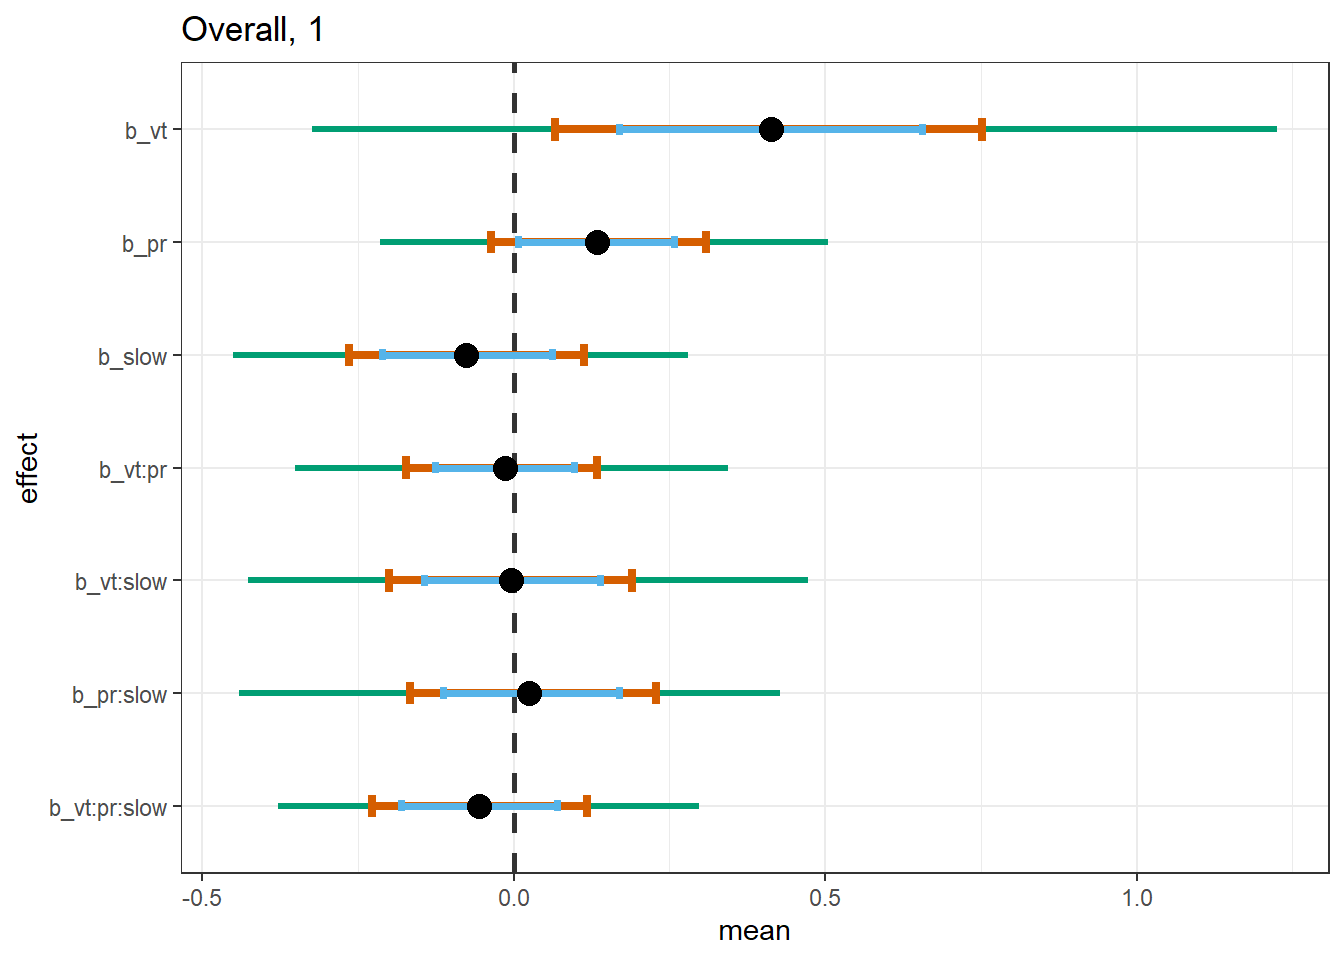 Overall, 1
b_vt
b_pr
b_slow
b_vt:pr
b_vt:slow
b_pr:slow
b_vt:pr:slow
effect
-0.5 0.0 0.5 1.0
mean